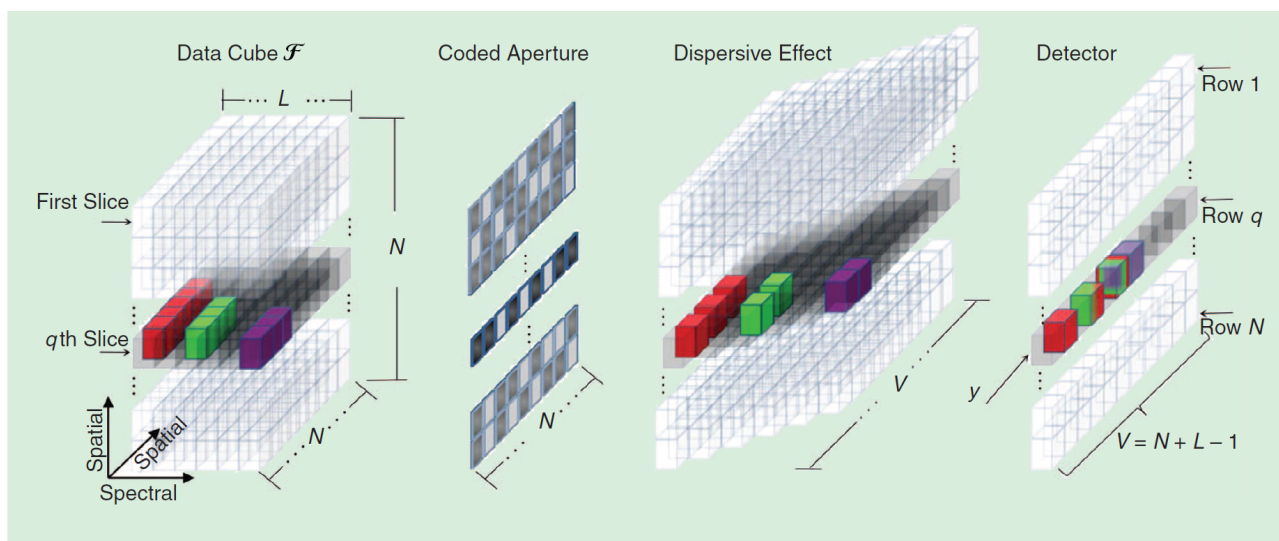 Data Cube 𝓕
Coded Aperture
Dispersive Effect
Detector
... L ...
Row 1
First Slice
N
Row q
qth Slice
Row N
V
y
N
N
V = N + L − 1
Spatial
Spatial
Spectral